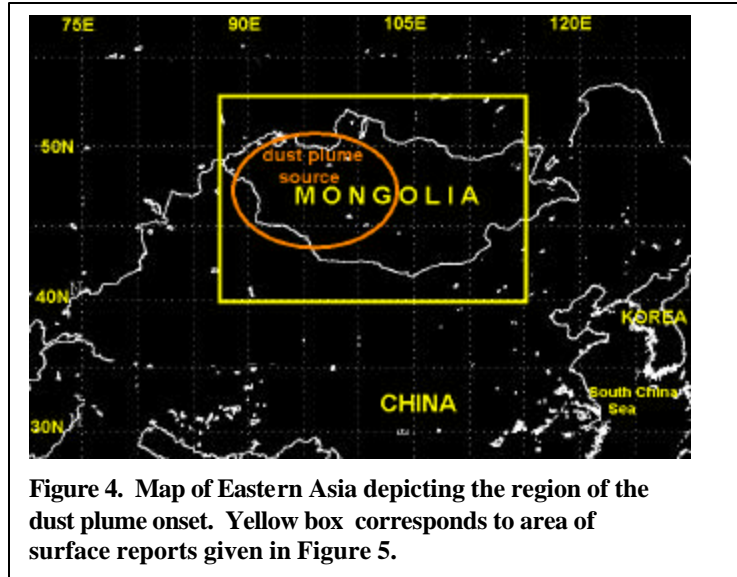 75E 90E 105E 120E
50N
dust plume
source
MONGOLIA
40N
KOREA
CHINA
South China
Sea
30N
Figure 4. Map of Eastern Asia depicting the region of the
dust plume onset. Yellow box corresponds to area of
surface reports given in Figure 5.